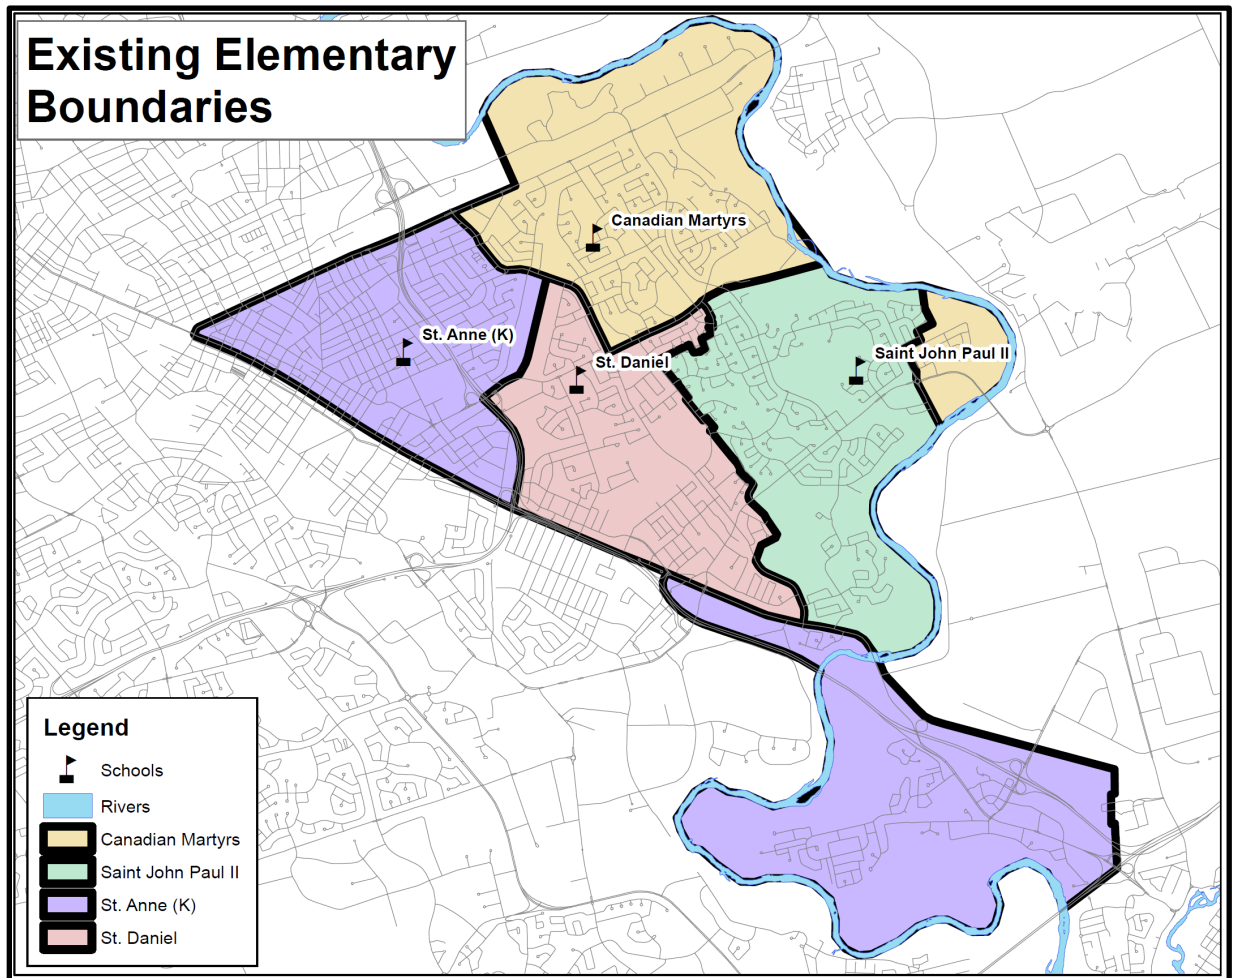 Existing Elementary
Boundaries
Canadian Martyrs
St. Anne (K)
St. Daniel
Saint John Paul II
Legend
Schools
Rivers
Canadian Martyrs
Saint John Paul II
St. Anne (K)
St. Daniel